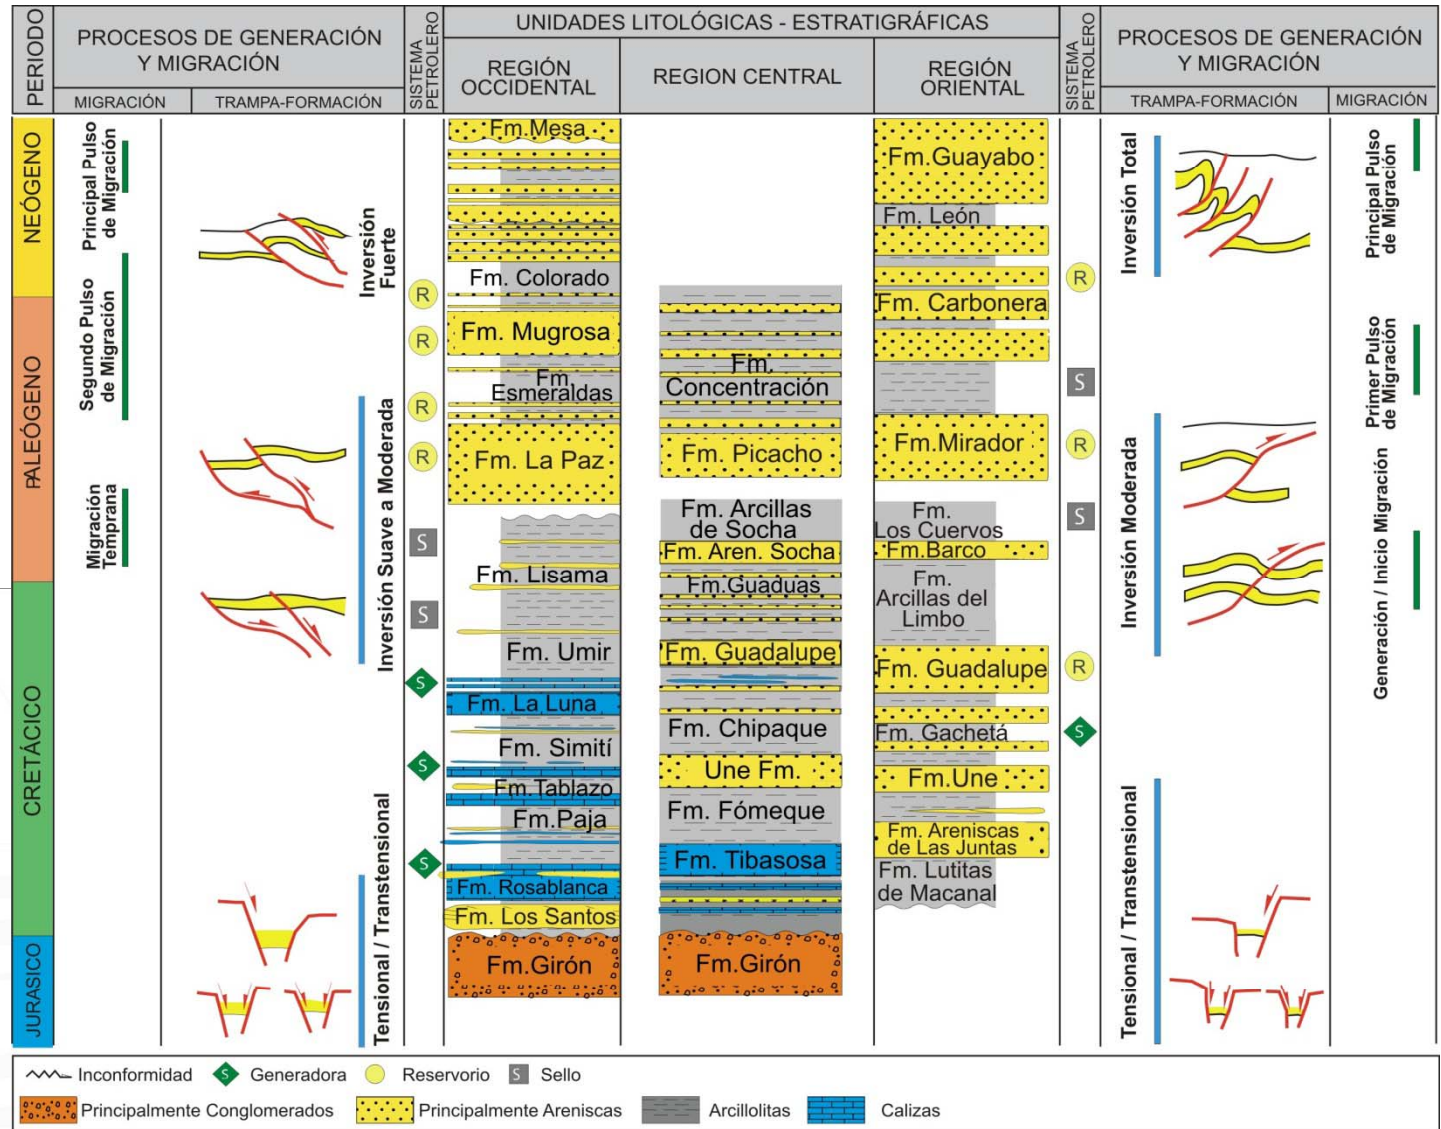 PERIODO
PROCESOS DE GENERACIÓN
Y MIGRACIÓN
MIGRACIÓN
TRAMPA-FORMACIÓN
SISTEMA
PETROLERO
UNIDADES LITOLÓGICAS - ESTRATIGRÁFICAS
REGIÓN
OCCIDENTAL
REGION CENTRAL
REGIÓN
ORIENTAL
SISTEMA
PETROLERO
PROCESOS DE GENERACIÓN
Y MIGRACIÓN
TRAMPA-FORMACIÓN
MIGRACIÓN
NEÓGENO
PALEÓGENO
CRETÁCICO
JURASICO
Principal Pulso
de Migración
Segundo Pulso
de Migración
Migración
Temprana
Inversión
Fuerte
Inversión Suave a Moderada
Tensional / Transtensional
R
R
R
R
S
S
S
S
S
Fm.Mesa
Fm. Colorado
Fm. Mugrosa
Fm.
Esmeraldas
Fm. La Paz
Fm. Lisama
Fm. Umir
Fm. La Luna
Fm. Simití
Fm.Tablazo
Fm.Paja
Fm. Rosablanca
Fm. Los Santos
Fm.Girón
Fm.
Concentración
Fm. Picacho
Fm. Arcillas
de Socha
Fm. Aren. Socha
Fm.Guaduas
Fm. Guadalupe
Fm. Chipaque
Une Fm.
Fm. Fómeque
Fm. Tibasosa
Fm.Girón
Fm.Guayabo
Fm. León
Fm. Carbonera
Fm.Mirador
Fm.
Los Cuervos
Fm.Barco
Fm.
Arcillas del
Limbo
Fm. Guadalupe
Fm. Gachetá
Fm.Une
Fm. Areniscas
de Las Juntas
Fm. Lutitas
de Macanal
R
S
R
S
R
S
Inversión Total
Inversión Moderada
Tensional / Transtensional
Principal Pulso
de Migración
Primer Pulso
de Migración
Generación / Inicio Migración
Inconformidad
S Generadora
R Reservorio
S Sello
Principalmente Conglomerados
Principalmente Areniscas
Arcillolitas
Calizas